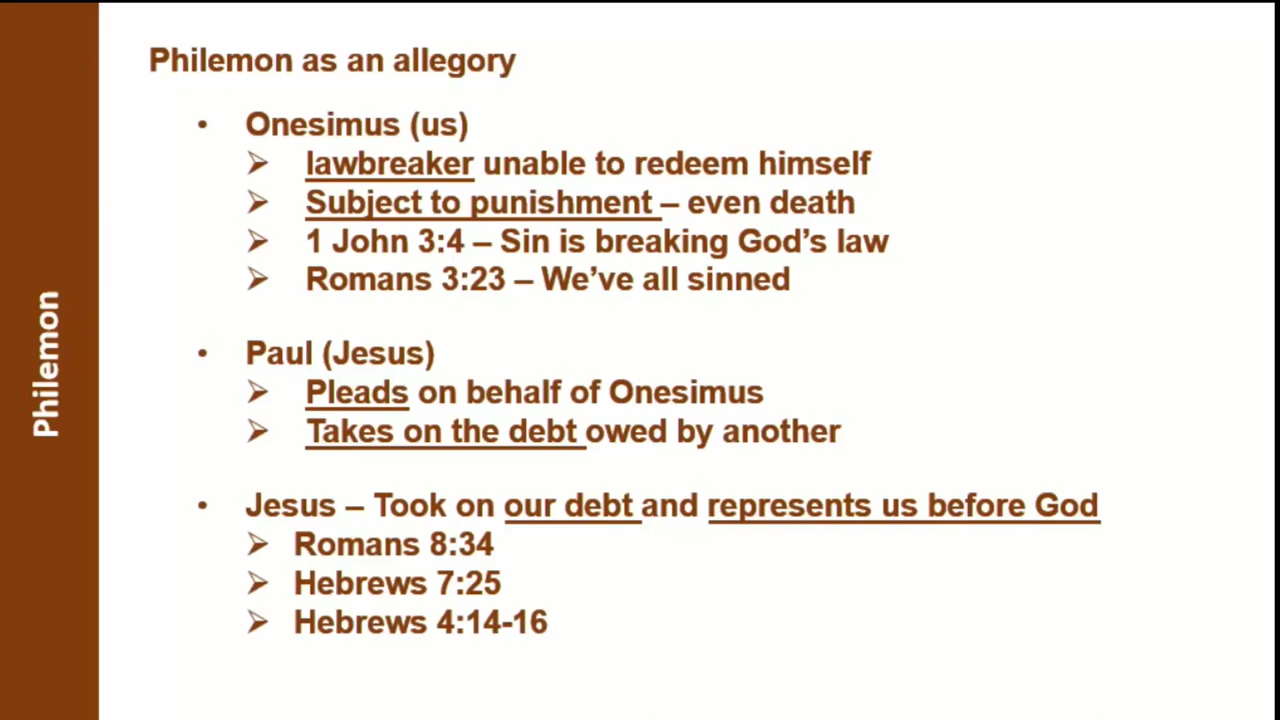 Philemon
Philemon as an allegory
• Onesimus (us)
➢ lawbreaker unable to redeem himself
➢ Subject to punishment – even death
➢ 1 John 3:4 – Sin is breaking God’s law
➢ Romans 3:23 – We’ve all sinned
• Paul (Jesus)
➢ Pleads on behalf of Onesimus
➢ Takes on the debt owed by another
• Jesus – Took on our debt and represents us before God
➢ Romans 8:34
➢ Hebrews 7:25
➢ Hebrews 4:14-16